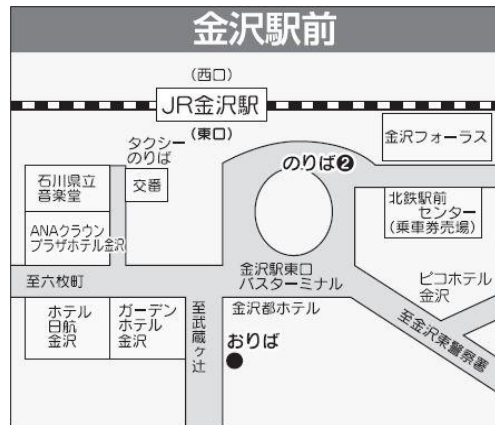 金沢駅前
(西口)
JR金沢駅
(東口)
タクシー
のりば
交番
石川県立
音楽堂
ANAクラウン
プラザホテル金沢
のりば❷
金沢フォーラス
北鉄駅前
センター
(乗車券売場)
至六枚町
金沢駅東口
バスターミナル
ピコホテル
金沢
ホテル
日航
金沢
ガーデン
ホテル
金沢
至武蔵ヶ辻
金沢都ホテル
おりば
至金沢東警察署